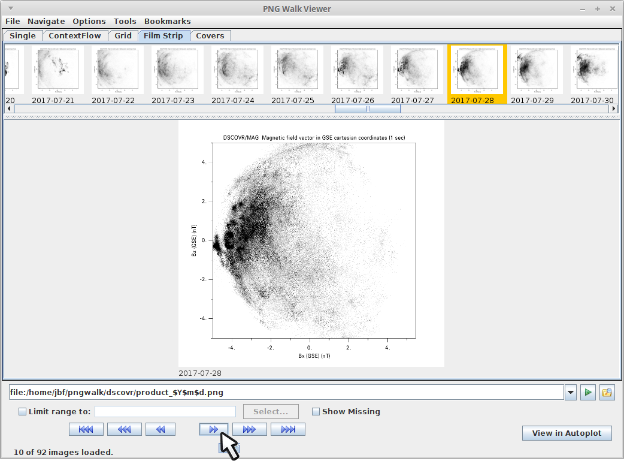 PNG Walk Viewer
File Navigate Options Tools Bookmarks
Single ContextFlow Grid Film Strip Covers
20 2017-07-21 2017-07-22 2017-07-23 2017-07-24 2017-07-25 2017-07-26 2017-07-27 2017-07-28 2017-07-29 2017-07-30
DSCOVR/MAG Magnetic field vector in GSE cartesian coordinates (1 sec)
4.
2.
0.
-2.
-4.
Bx (GSE) (nT)
-4. -2. 0. 2. 4.
Bx (GSE) (nT)
2017-07-28
file:/home/jbf/pngwalk/dscovr/product_$Y$m$d.png
Limit range to: Select... Show Missing
View in Autoplot
10 of 92 images loaded.